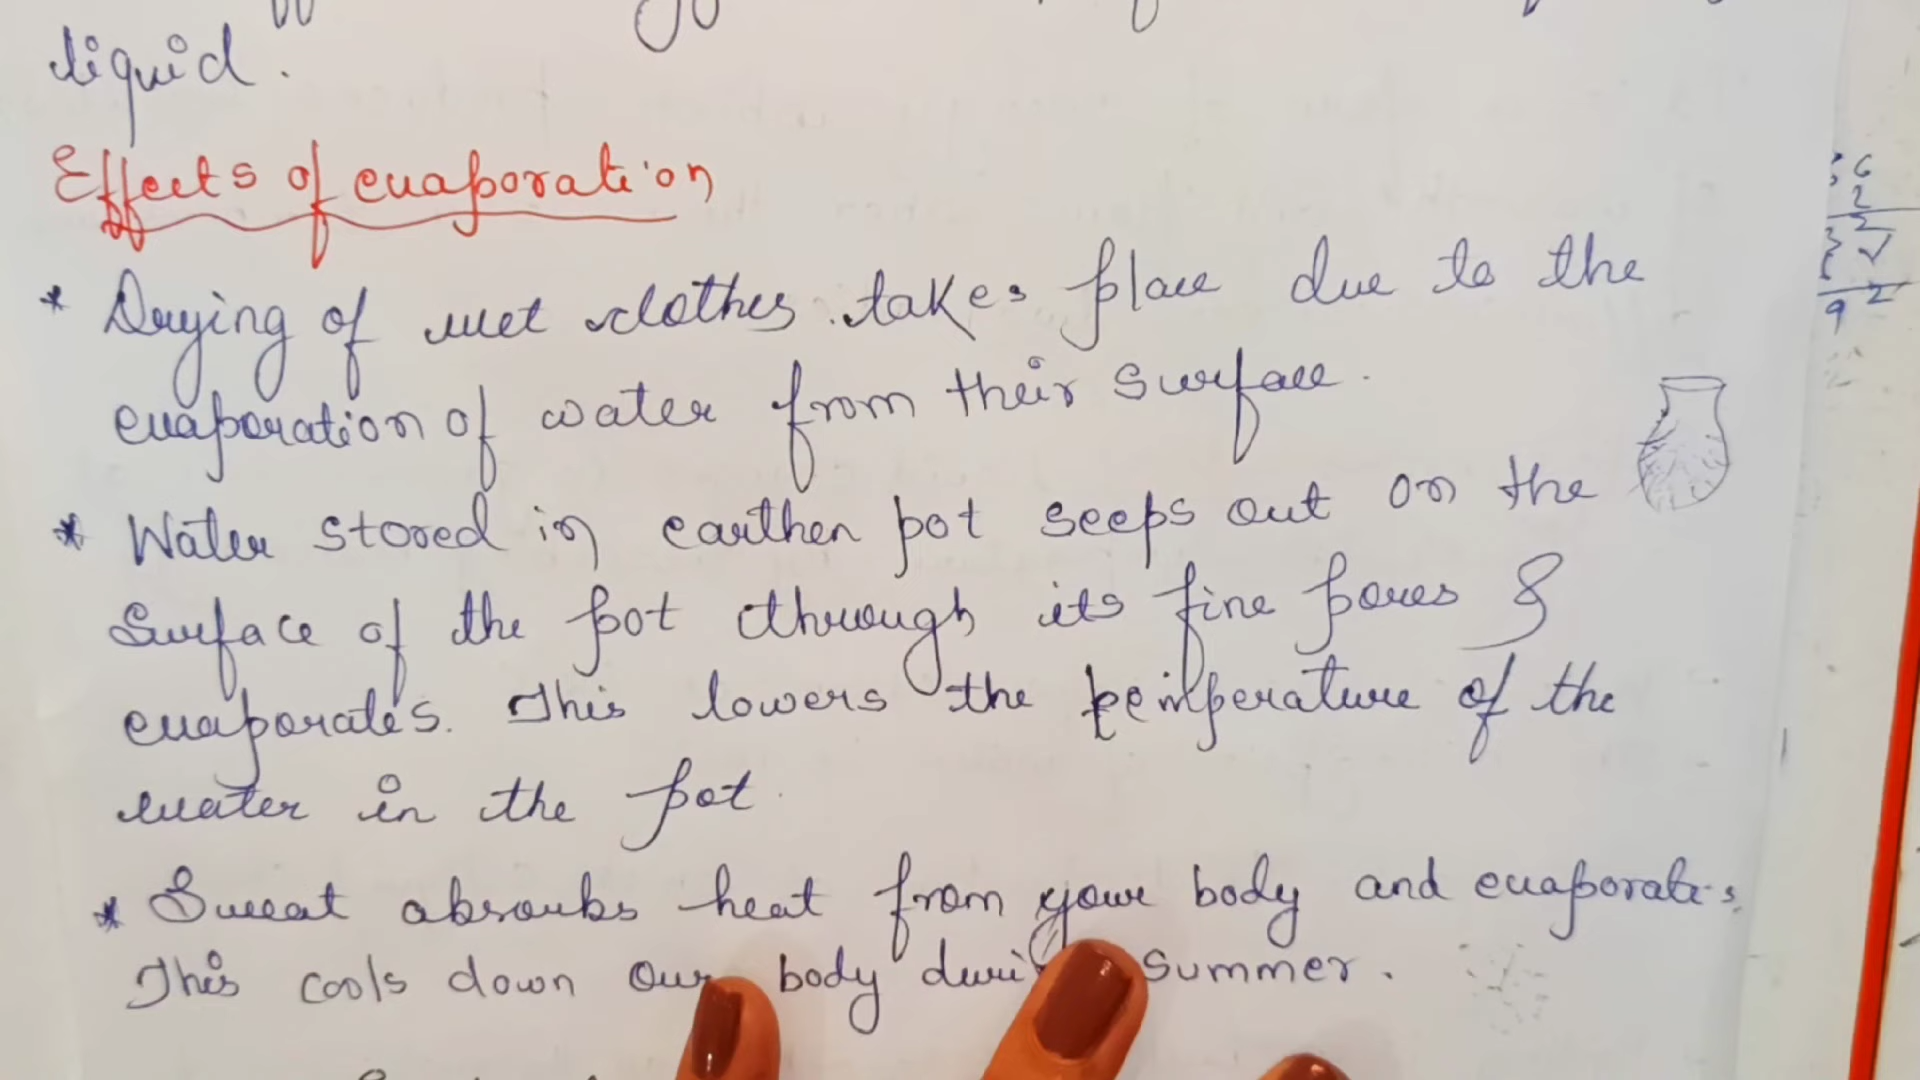 liquid.
Effects of evaporation
* Drying of wet clothes takes place due to the
evaporation of water from their surface.
* Water stored in earthen pot seeps out on the
Surface of the pot through its fine pores &
evaporates. This lowers the temperature of the
water in the pot.
* Sweat absorbs heat from your body and evaporates.
This cools down our body summer.